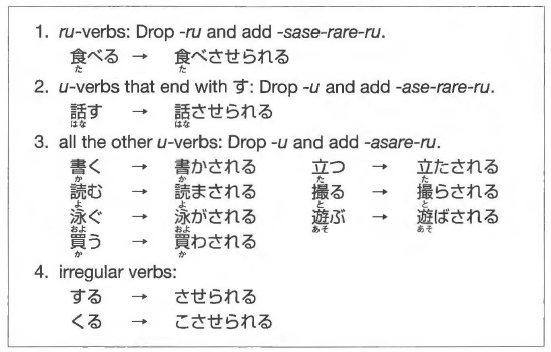 1. ru-verbs: Drop -ru and add -sase-rare-ru.
食べる → 食べさせられる
た た
2. u-verbs that end with す: Drop -u and add -ase-rare-ru.
話す → 話させられる
はな はな
3. all the other u-verbs: Drop -u and add -asare-ru.
書く → 書かされる 立つ → 立たされる
か か た た
読む → 読まされる 撮る → 撮らされる
よ よ と と
泳ぐ → 泳がされる 遊ぶ → 遊ばされる
およ およ あそ あそ
買う → 買わされる
か か
4. irregular verbs:
する → させられる
くる → こさせられる